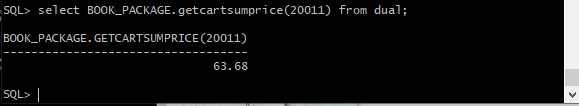 SQL> select BOOK_PACKAGE.getcartsumprice(20011) from dual;
BOOK_PACKAGE.GETCARTSUMPRICE(20011)
-----------------------------------
63.68
SQL>